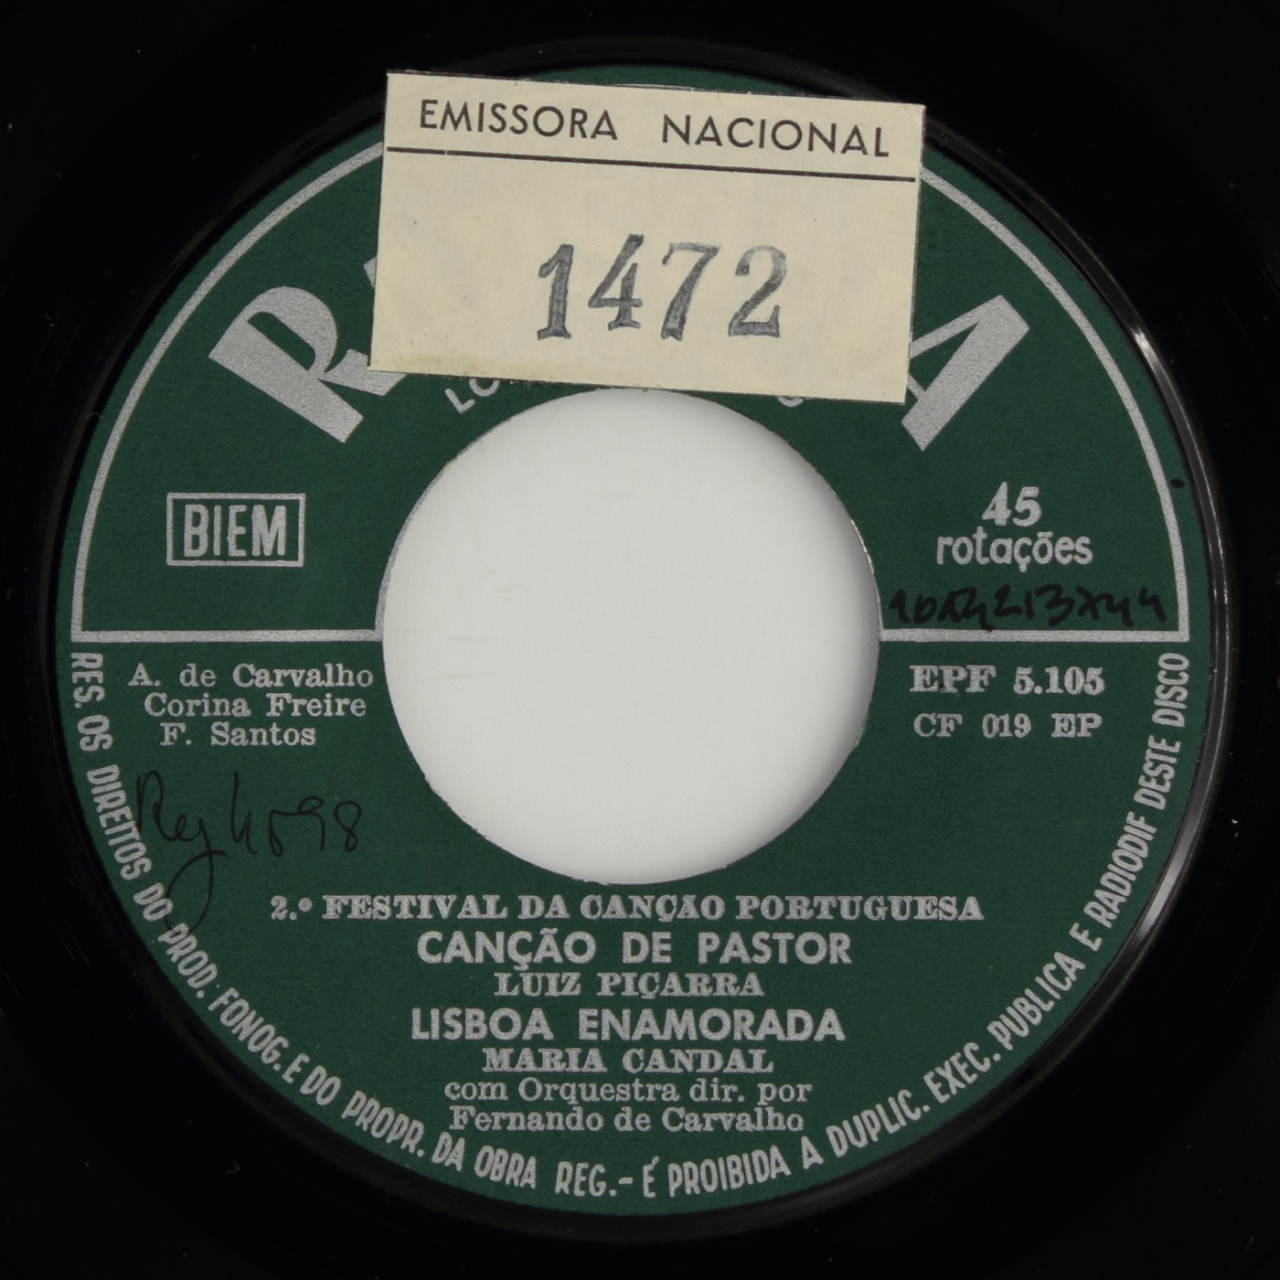 EMISSORA NACIONAL
1472
BIEM
45
rotações
A. de Carvalho
Corina Freire
F. Santos
EPF 5.105
CF 019 EP
2.º FESTIVAL DA CANÇÃO PORTUGUESA
CANÇÃO DE PASTOR
LUIZ PIÇARRA
LISBOA ENAMORADA
MARIA CANDAL
com Orquestra dir. por
Fernando de Carvalho
RES. OS DIREITOS DO PROD. FONOG. E DO PROPR. DA OBRA REG.- É PROIBIDA A DUPLIC. EXEC. PUBLICA E RADIODIF DESTE DISCO